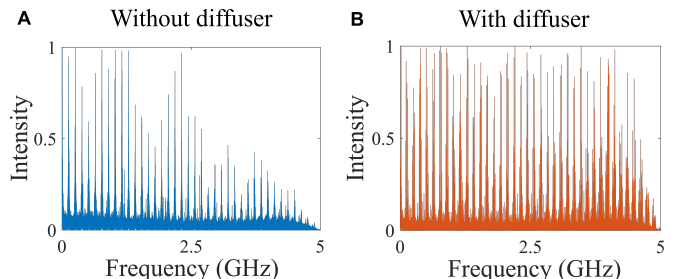 A Without diffuser
1
0.5
0
Intensity
0 2.5 5
Frequency (GHz)
B With diffuser
1
0.5
0
Intensity
0 2.5 5
Frequency (GHz)